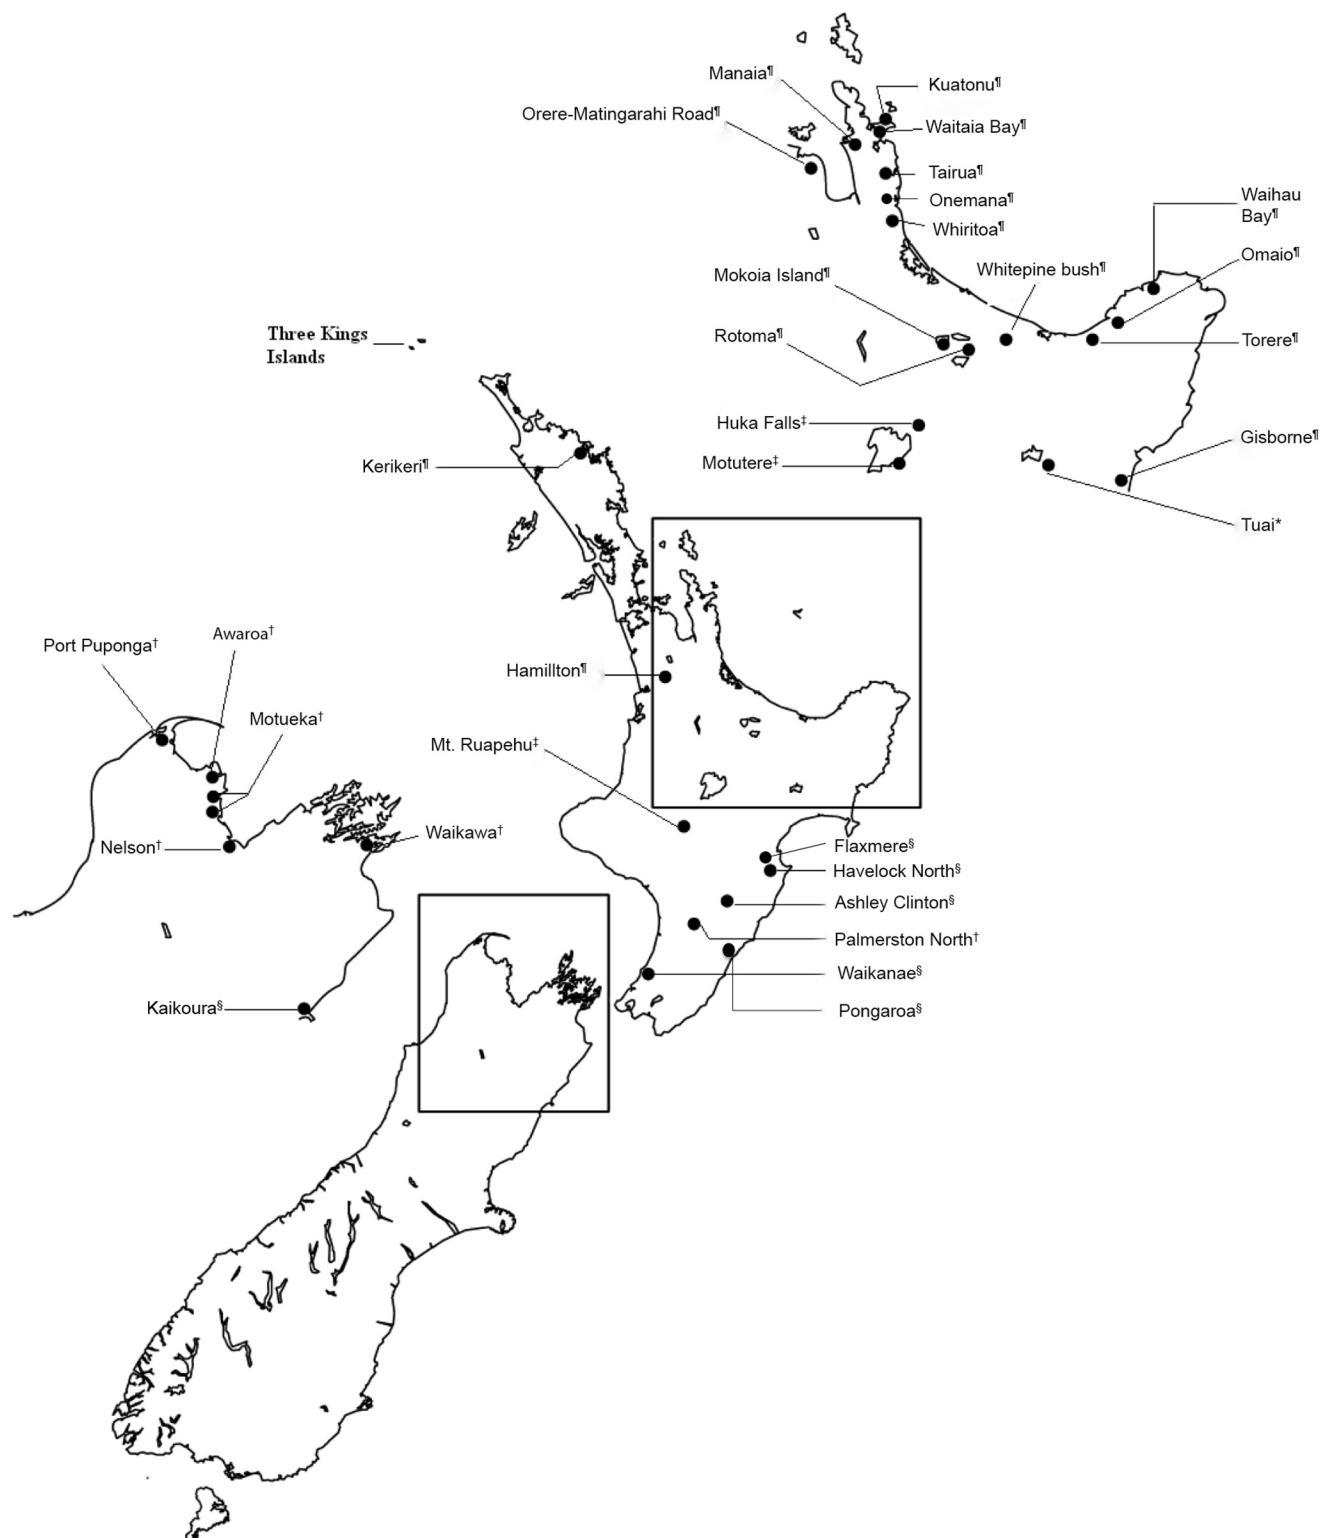 Manaia¶
Kuatonu¶
Orere-Matingarahi Road¶
Waitaia Bay¶
Tairua¶
Onemana¶
Whiritoa¶
Waihau
Bay¶
Omaio¶
Whitepine bush¶
Mokoia Island¶
Rotoma¶
Torere¶
Three Kings
Islands
Huka Falls‡
Motutere‡
Gisborne¶
Kerikeri¶
Tuai*
Port Puponga†
Awaroa†
Hamillton¶
Motueka†
Mt. Ruapehu‡
Nelson†
Waikawa†
Flaxmere§
Havelock North§
Ashley Clinton§
Palmerston North†
Waikanae§
Kaikoura§
Pongaroa§